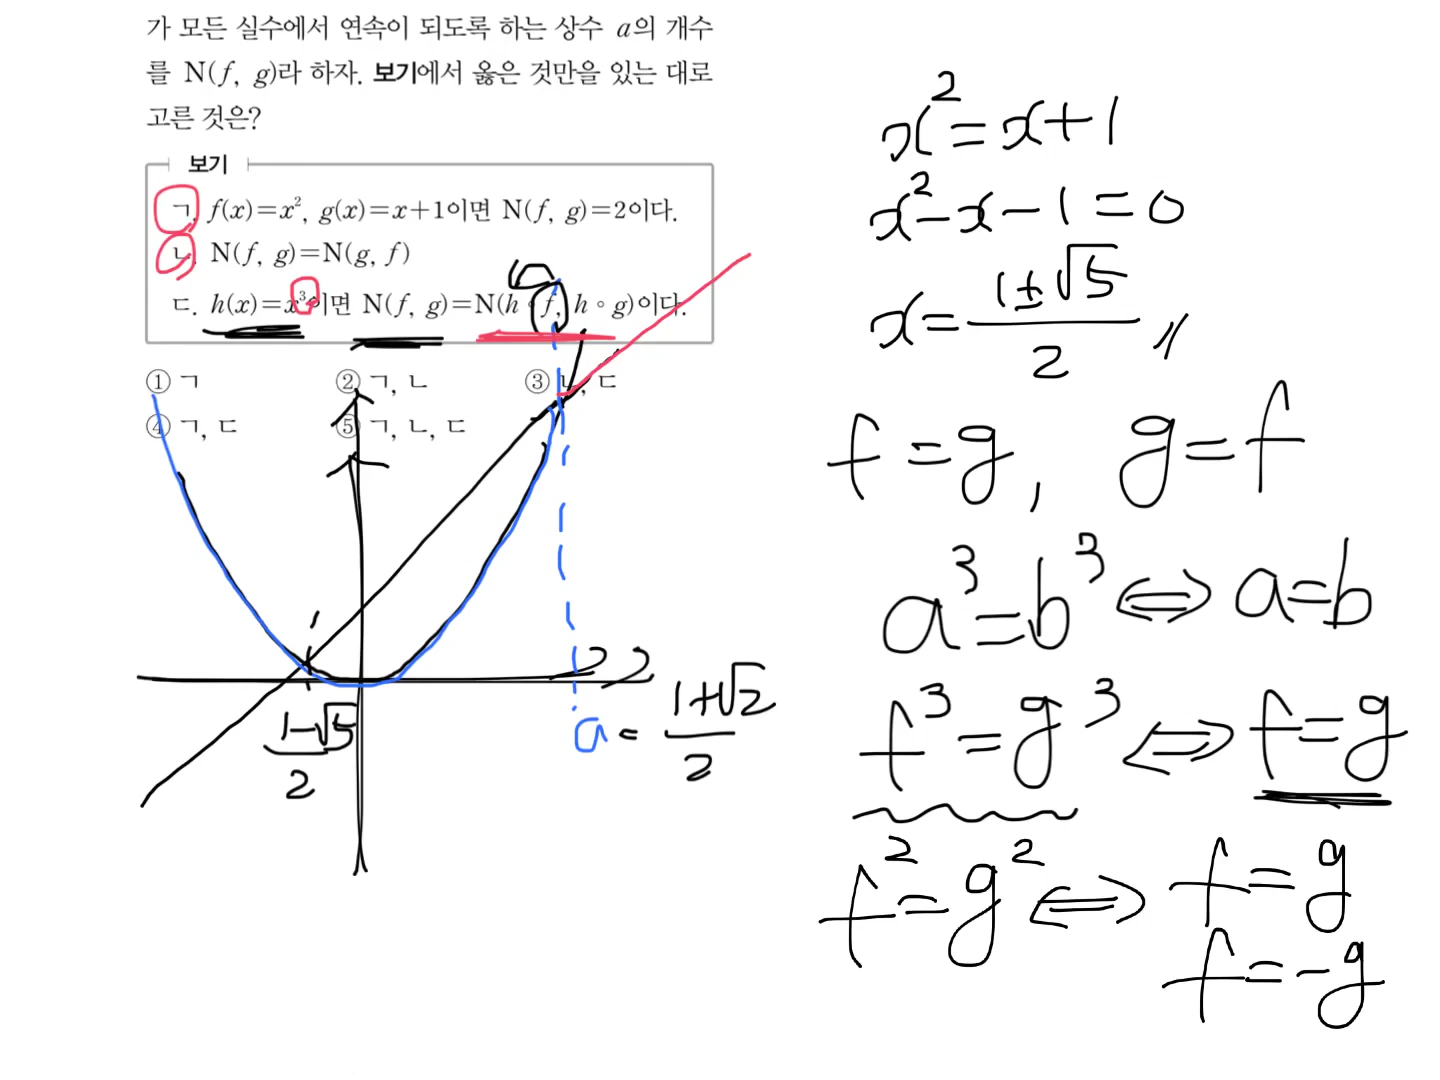 가 모든 실수에서 연속이 되도록 하는 상수 a의 개수
를 N(f, g)라 하자. 보기에서 옳은 것만을 있는 대로
고른 것은?
보기
ㄱ. f(x)=x², g(x)=x+1이면 N(f, g)=2이다.
ㄴ. N(f, g)=N(g, f)
ㄷ. h(x)=x³이면 N(f, g)=N(h∘f, h∘g)이다.
① ㄱ ② ㄱ, ㄴ ③ ㄴ, ㄷ
④ ㄱ, ㄷ ⑤ ㄱ, ㄴ, ㄷ
1-√5/2
a = 1+√2/2
x²=x+1
x²-x-1=0
x=1±√5/2
f=g, g=f
a³=b³⇔a=b
f³=g³⇔f=g
f²=g²⇔f=g
f=-g